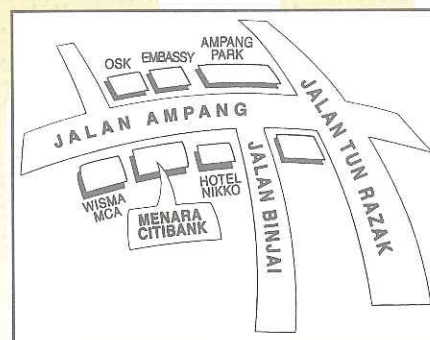 OSK
EMBASSY
AMPANG
PARK
JALAN AMPANG
JALAN TUN RAZAK
WISMA
MCA
MENARA
CITIBANK
HOTEL
NIKKO
JALAN BINJAI